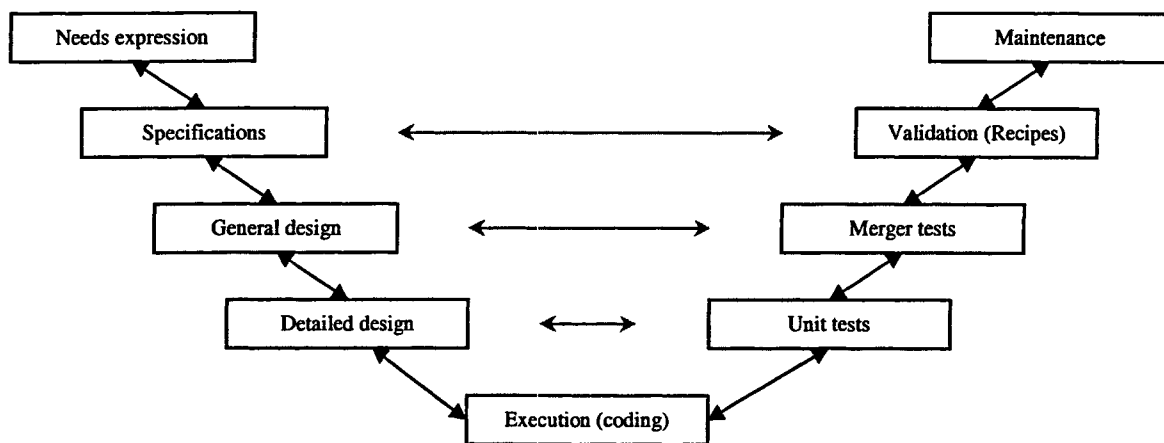 Needs expression
Maintenance
Specifications
Validation (Recipes)
General design
Merger tests
Detailed design
Unit tests
Execution (coding)